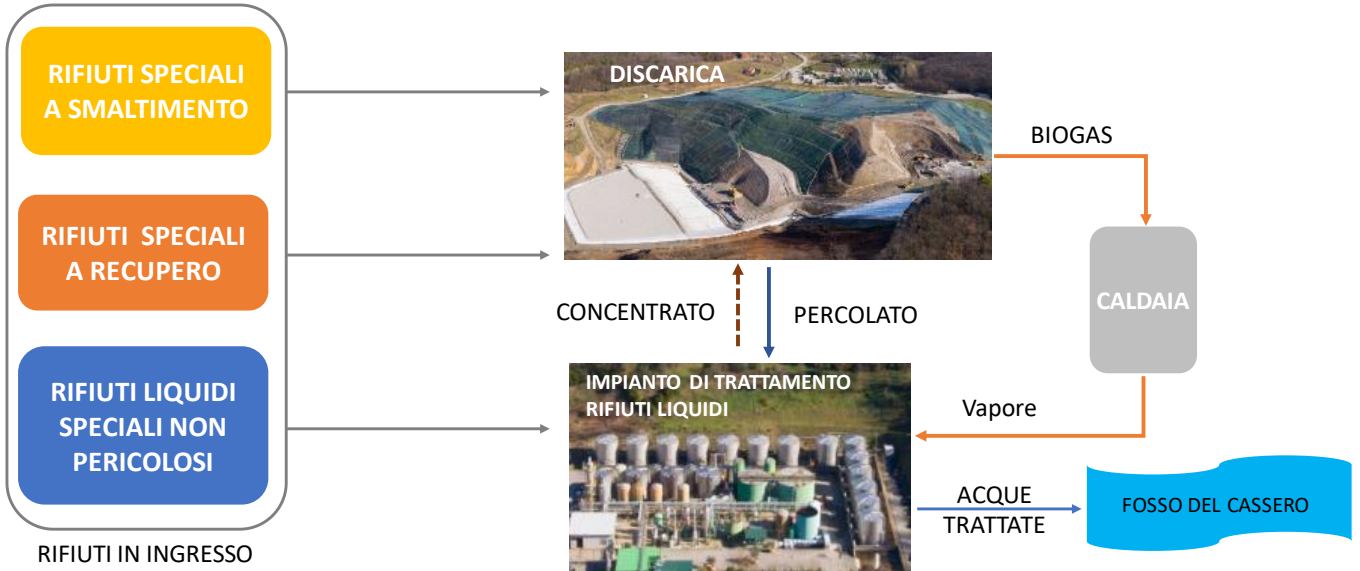 RIFIUTI SPECIALI
A SMALTIMENTO
RIFIUTI SPECIALI
A RECUPERO
RIFIUTI LIQUIDI
SPECIALI NON
PERICOLOSI
RIFIUTI IN INGRESSO
DISCARICA
BIOGAS
CALDAIA
CONCENTRATO
PERCOLATO
IMPIANTO DI TRATTAMENTO
RIFIUTI LIQUIDI
Vapore
ACQUE
TRATTATE
FOSSO DEL CASSERO